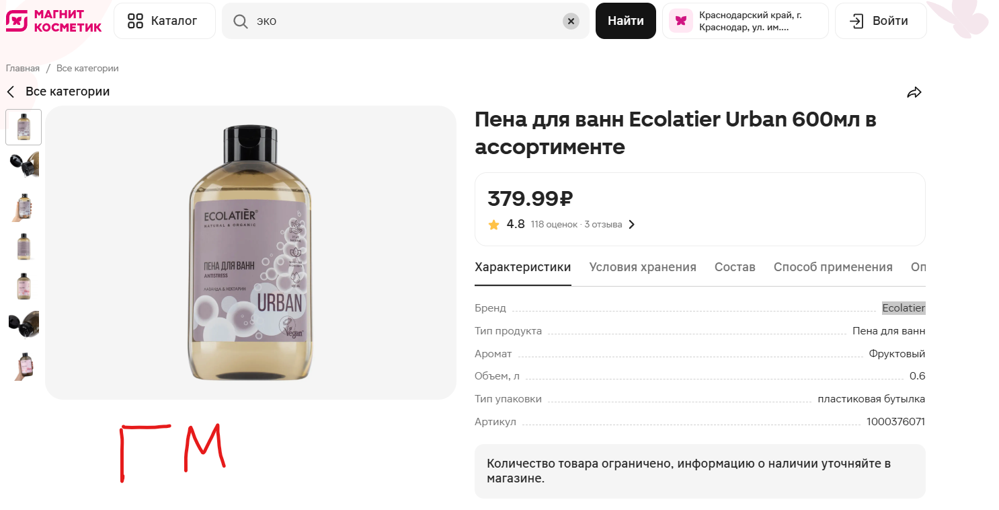 МАГНИТ
КОСМЕТИК
Каталог
эко
Найти
Краснодарский край, г.
Краснодар, ул. им....
Войти
Главная / Все категории
Все категории
Пена для ванн Ecolatier Urban 600мл в
ассортименте
379.99₽
4.8 118 оценок · 3 отзыва
Характеристики Условия хранения Состав Способ применения Оп
Бренд Ecolatier
Тип продукта Пена для ванн
Аромат Фруктовый
Объем, л 0.6
Тип упаковки пластиковая бутылка
Артикул 1000376071
Количество товара ограничено, информацию о наличии уточняйте в
магазине.
ECOLATIÈR®
NATURAL & ORGANIC
ПЕНА ДЛЯ ВАНН
ANTISTRESS
ЛАВАНДА & НЕКТАРИН
URBAN
Vegan
ГМ